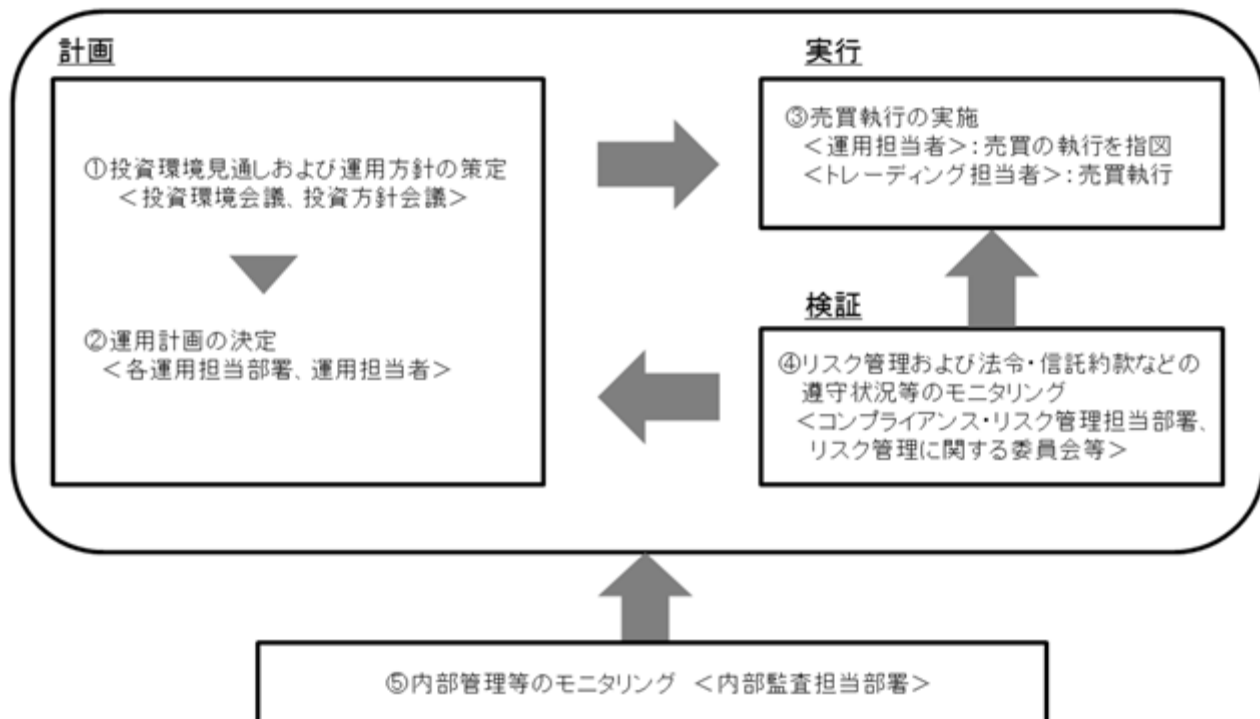 計画
①投資環境見通しおよび運用方針の策定
＜投資環境会議、投資方針会議＞
②運用計画の決定
＜各運用担当部署、運用担当者＞
実行
③売買執行の実施
＜運用担当者＞：売買の執行を指図
＜トレーディング担当者＞：売買執行
検証
④リスク管理および法令・信託約款などの
遵守状況等のモニタリング
＜コンプライアンス・リスク管理担当部署、
リスク管理に関する委員会等＞
⑤内部管理等のモニタリング ＜内部監査担当部署＞